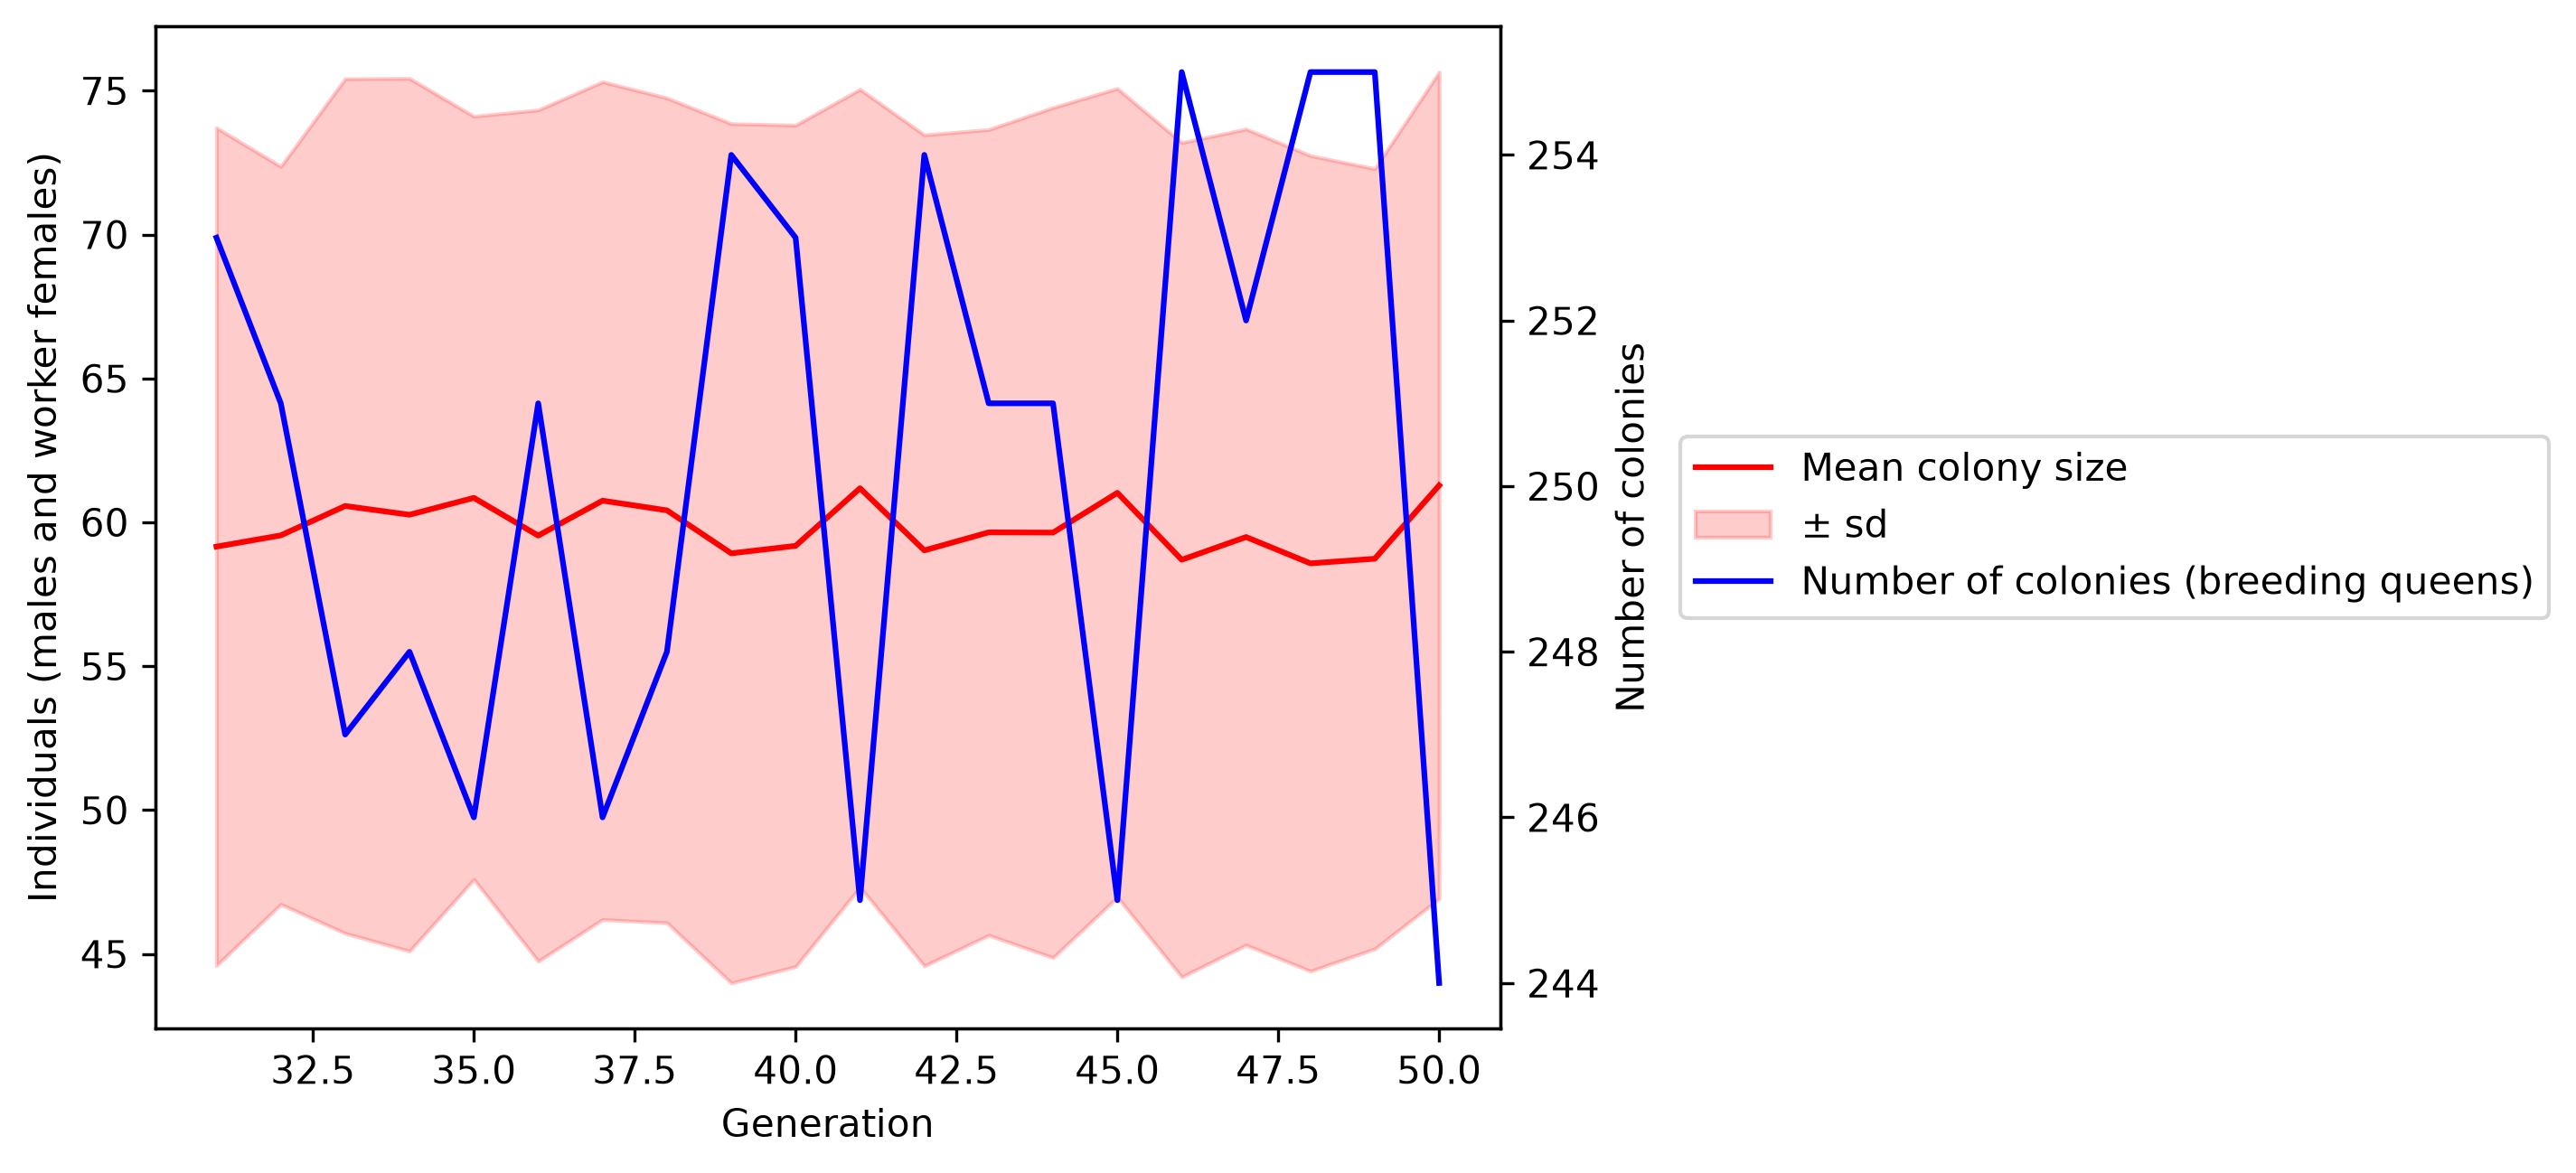 Individuals (males and worker females)
75
70
65
60
55
50
45
32.5 35.0 37.5 40.0 42.5 45.0 47.5 50.0
Generation
254
252
250
248
246
244
Number of colonies
Mean colony size
± sd
Number of colonies (breeding queens)